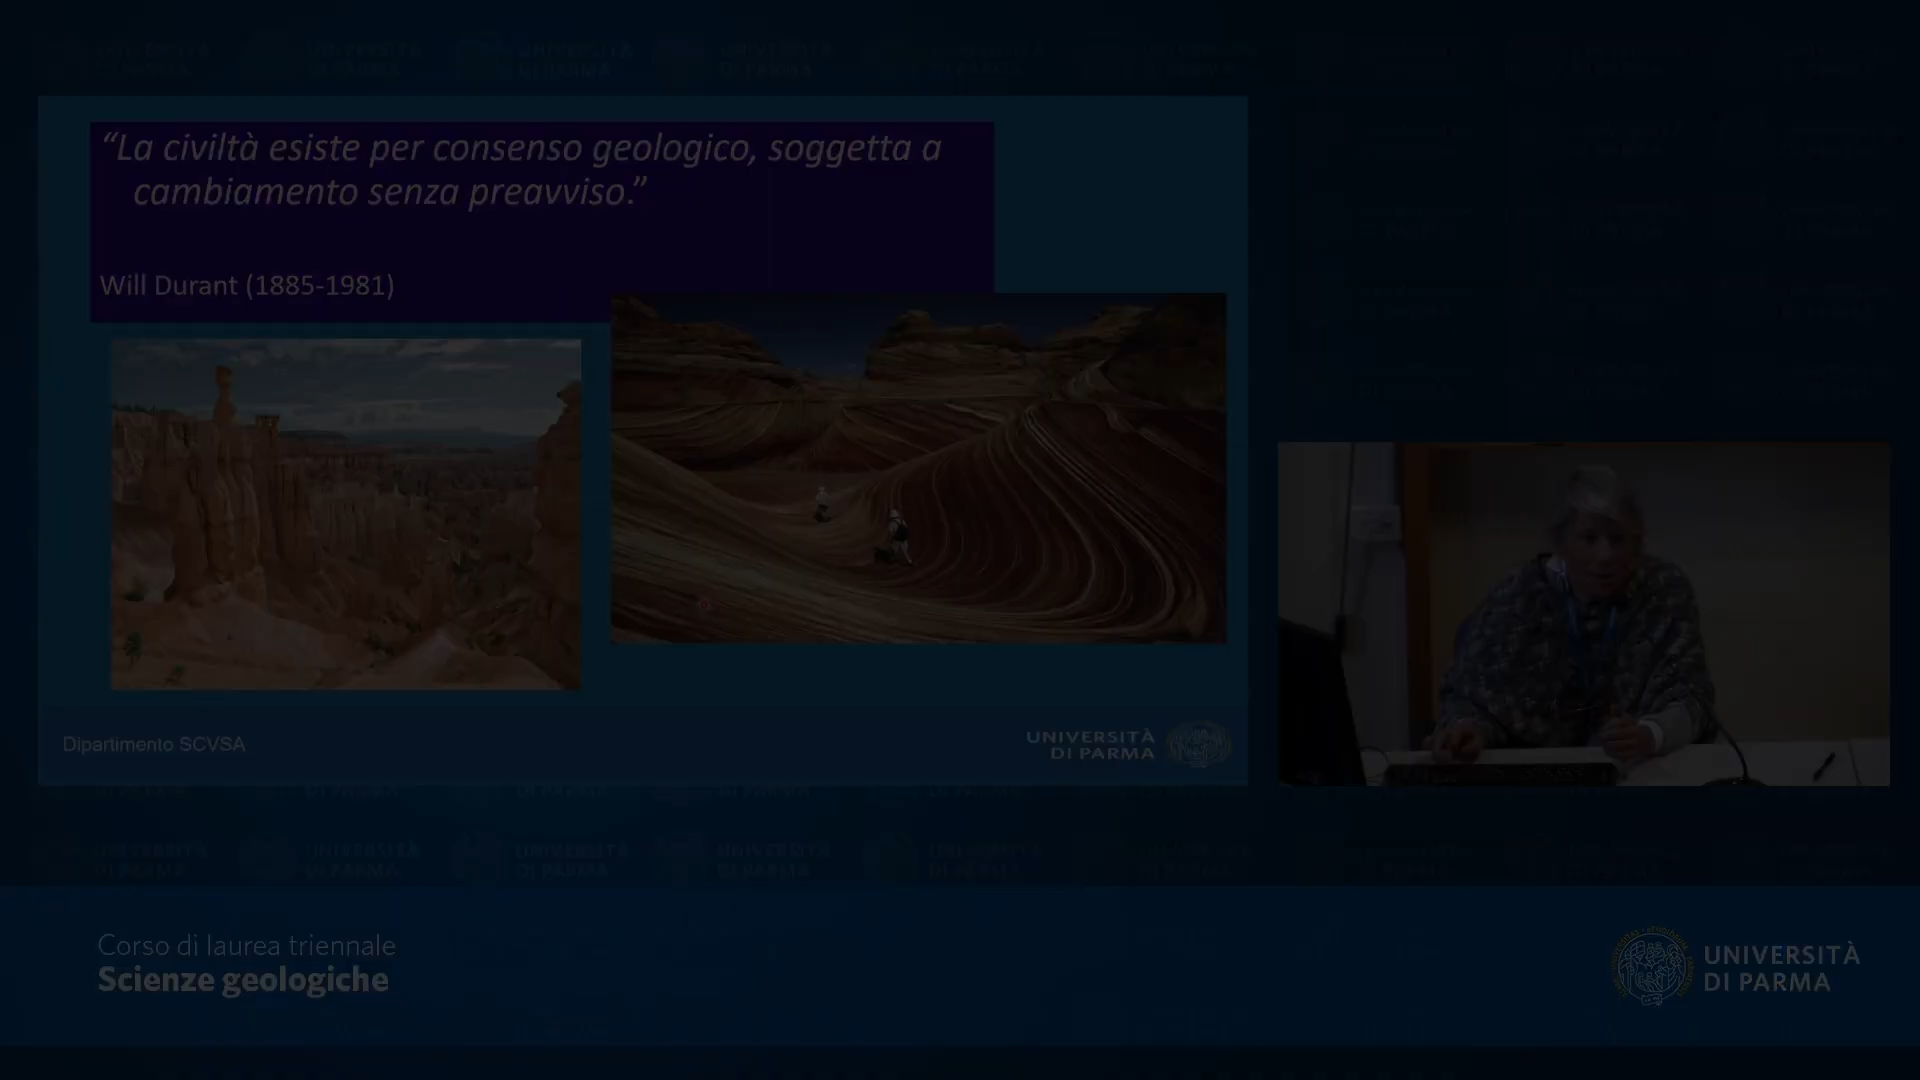 “La civiltà esiste per consenso geologico, soggetta a
cambiamento senza preavviso.”
Will Durant (1885-1981)
Dipartimento SCVSA
UNIVERSITÀ
DI PARMA
Corso di laurea triennale
Scienze geologiche
UNIVERSITÀ
DI PARMA